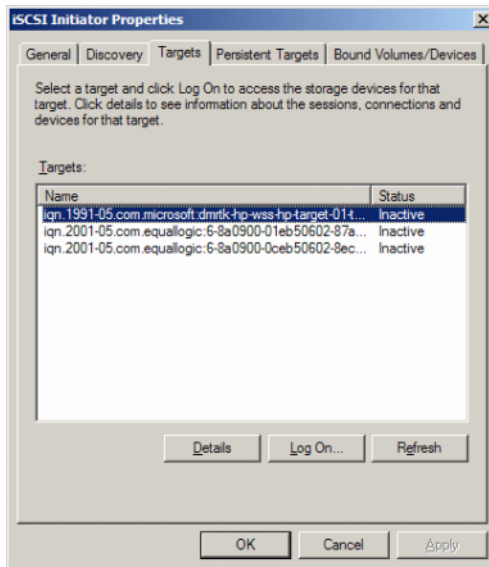 iSCSI Initiator Properties
General Discovery Targets Persistent Targets Bound Volumes/Devices
Select a target and click Log On to access the storage devices for that
target. Click details to see information about the sessions, connections and
devices for that target.
Targets:
Name Status
iqn.1991-05.com.microsoft:dmrtk-hp-wss-hp-target-01-t... Inactive
iqn.2001-05.com.equallogic:6-8a0900-01eb50602-87a... Inactive
iqn.2001-05.com.equallogic:6-8a0900-0ceb50602-8ec... Inactive
Details Log On... Refresh
OK Cancel Apply